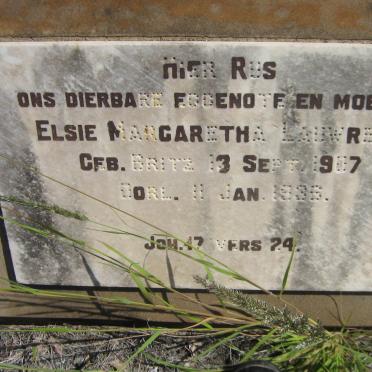 HIER RUS
ONS DIERBARE EGGENOTE EN MOE
ELSIE MARGARETHA LAUWRE
GEB. BRITZ 13 SEPT. 1907
OORL. 11 JAN. 1936.
JOH. 17 VERS 24.